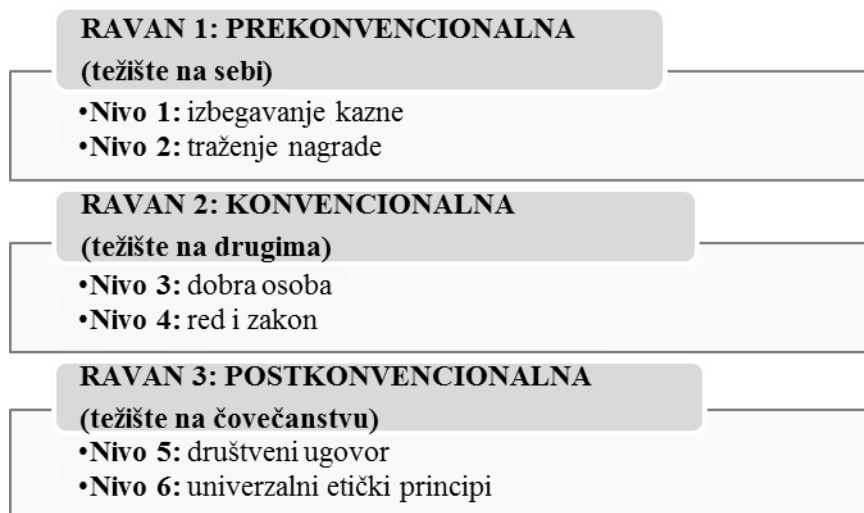 RAVAN 1: PREKONVENCIONALNA
(težište na sebi)
•Nivo 1: izbegavanje kazne
•Nivo 2: traženje nagrade
RAVAN 2: KONVENCIONALNA
(težište na drugima)
•Nivo 3: dobra osoba
•Nivo 4: red i zakon
RAVAN 3: POSTKONVENCIONALNA
(težište na čovečanstvu)
•Nivo 5: društveni ugovor
•Nivo 6: univerzalni etički principi